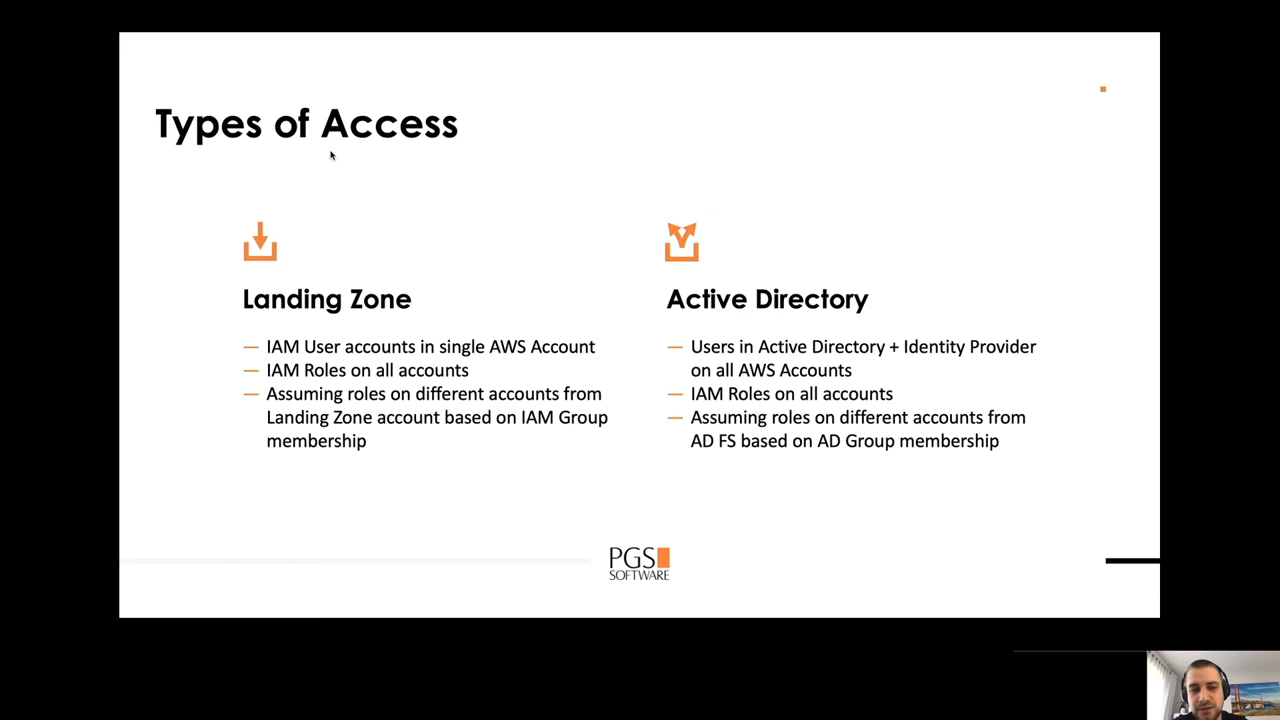 Types of Access
Landing Zone
— IAM User accounts in single AWS Account
— IAM Roles on all accounts
— Assuming roles on different accounts from
Landing Zone account based on IAM Group
membership
Active Directory
— Users in Active Directory + Identity Provider
on all AWS Accounts
— IAM Roles on all accounts
— Assuming roles on different accounts from
AD FS based on AD Group membership
PGS
SOFTWARE